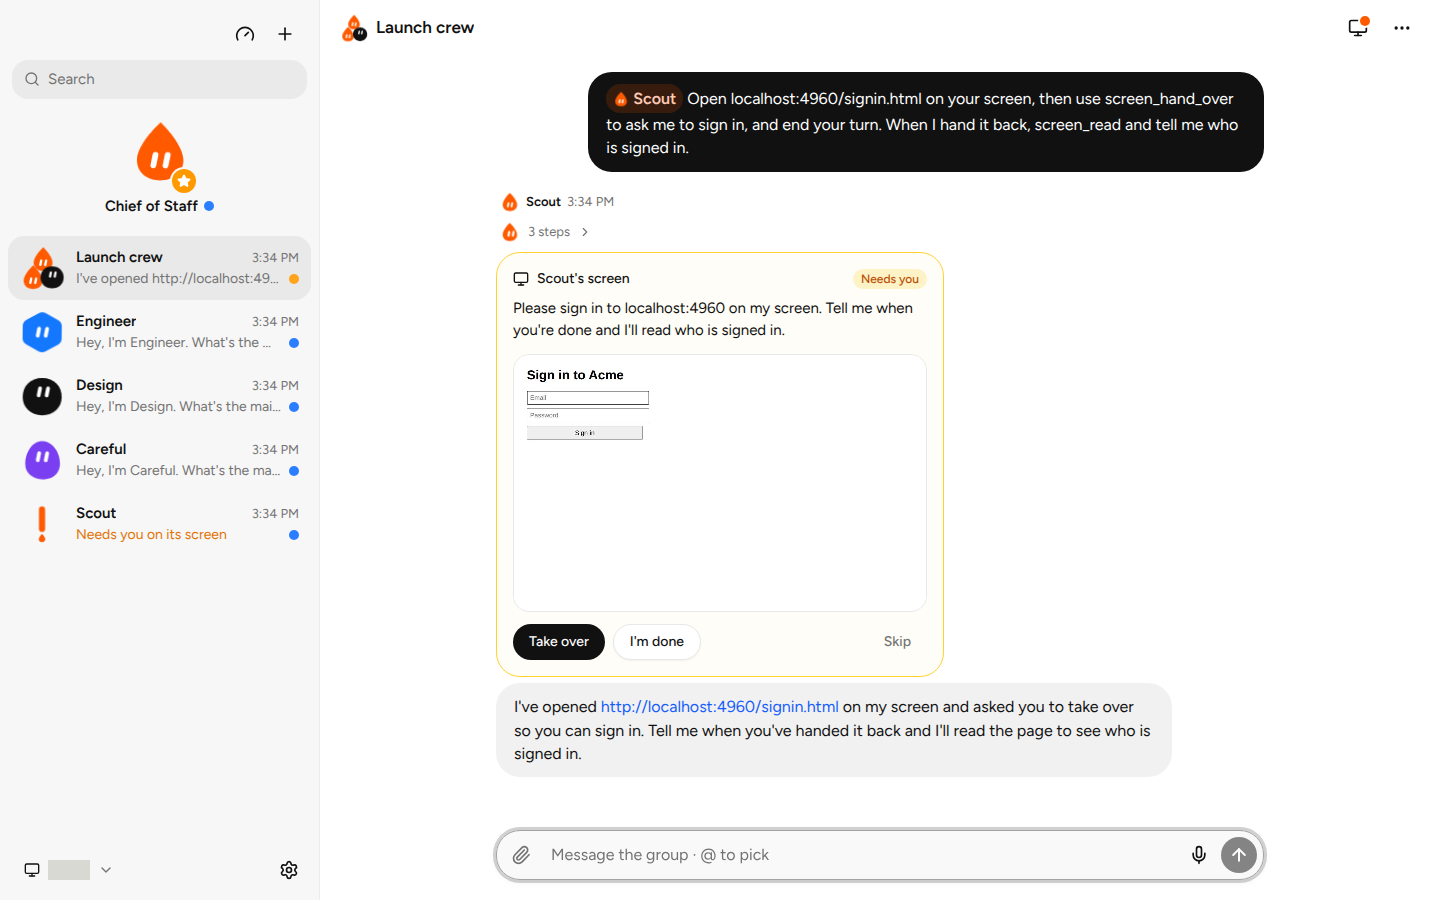 Search
Chief of Staff
Launch crew 3:34 PM
I've opened http://localhost:49...
Engineer 3:34 PM
Hey, I'm Engineer. What's the ...
Design 3:34 PM
Hey, I'm Design. What's the mai...
Careful 3:34 PM
Hey, I'm Careful. What's the ma...
Scout 3:34 PM
Needs you on its screen
Launch crew
Scout Open localhost:4960/signin.html on your screen, then use screen_hand_over
to ask me to sign in, and end your turn. When I hand it back, screen_read and tell me who
is signed in.
Scout 3:34 PM
3 steps
Scout's screen Needs you
Please sign in to localhost:4960 on my screen. Tell me when
you're done and I'll read who is signed in.
Sign in to Acme
Email
Password
Sign in
Take over I'm done Skip
I've opened http://localhost:4960/signin.html on my screen and asked you to take over
so you can sign in. Tell me when you've handed it back and I'll read the page to see who is
signed in.
Message the group · @ to pick